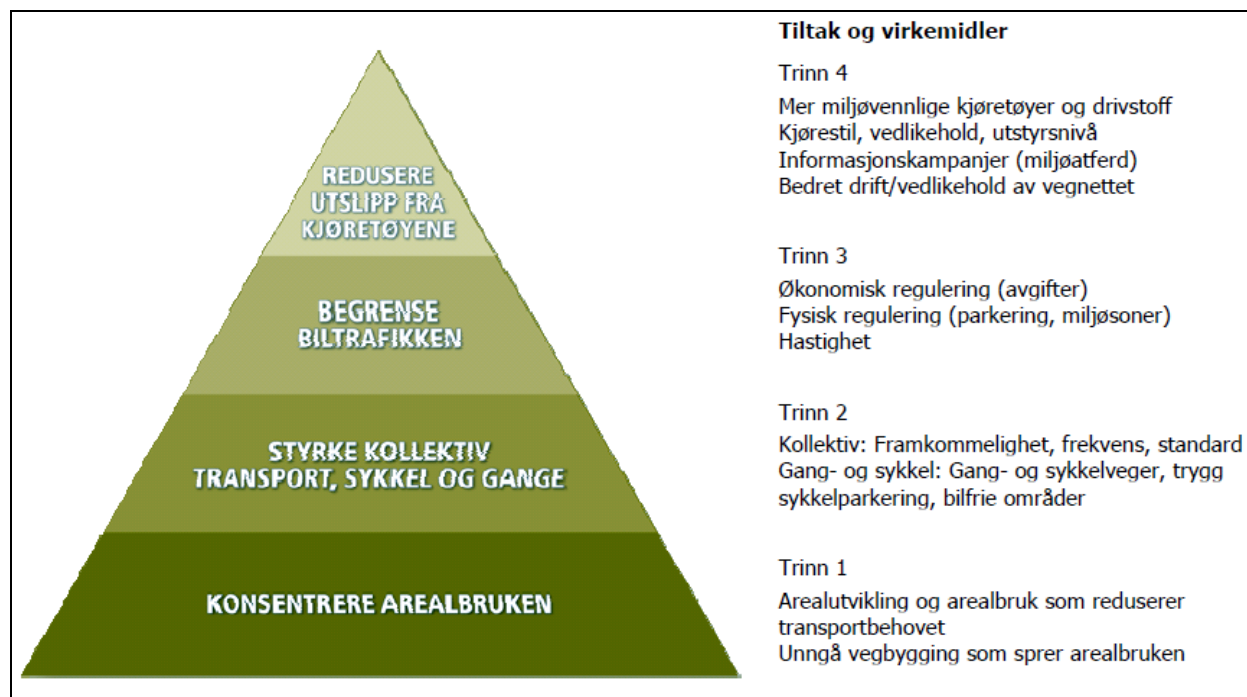 Tiltak og virkemidler
Trinn 4
Mer miljøvennlige kjøretøyer og drivstoff
Kjørestil, vedlikehold, utstyrsnivå
Informasjonskampanjer (miljøatferd)
Bedret drift/vedlikehold av vegnettet
REDUSERE
UTSLIPP FRA
KJØRETØYENE
Trinn 3
Økonomisk regulering (avgifter)
Fysisk regulering (parkering, miljøsoner)
Hastighet
BEGRENSE
BILTRAFIKKEN
Trinn 2
Kollektiv: Framkommelighet, frekvens, standard
Gang- og sykkel: Gang- og sykkelveger, trygg
sykkelparkering, bilfrie områder
STYRKE KOLLEKTIV
TRANSPORT, SYKKEL OG GANGE
Trinn 1
Arealutvikling og arealbruk som reduserer
transportbehovet
Unngå vegbygging som sprer arealbruken
KONSENTRERE AREALBRUKEN